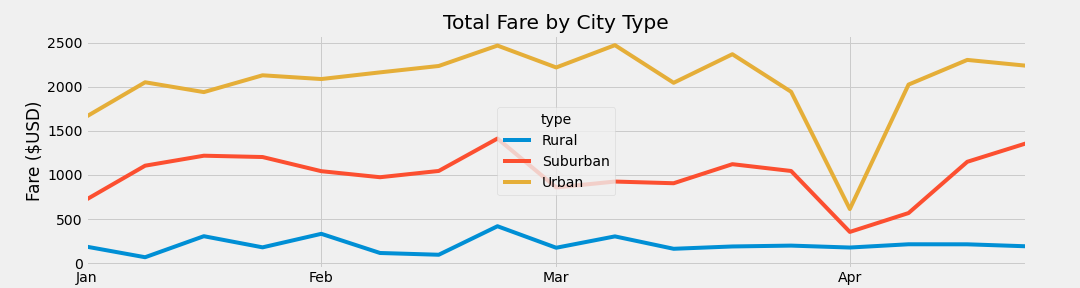 Total Fare by City Type
Fare ($USD)
2500
2000
1500
1000
500
0
type
Rural
Suburban
Urban
Jan Feb Mar Apr